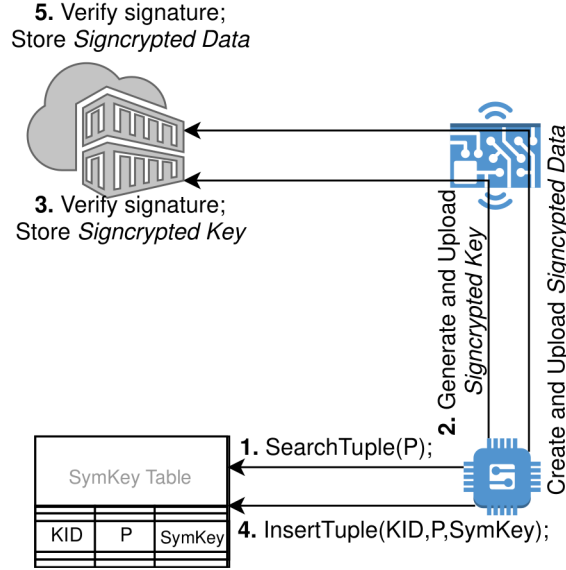 5. Verify signature;
Store Signcrypted Data
3. Verify signature;
Store Signcrypted Key
2. Generate and Upload
Signcrypted Key
Create and Upload Signcypted Data
1. SearchTuple(P);
SymKey Table
KID P SymKey
4. InsertTuple(KID,P,SymKey);